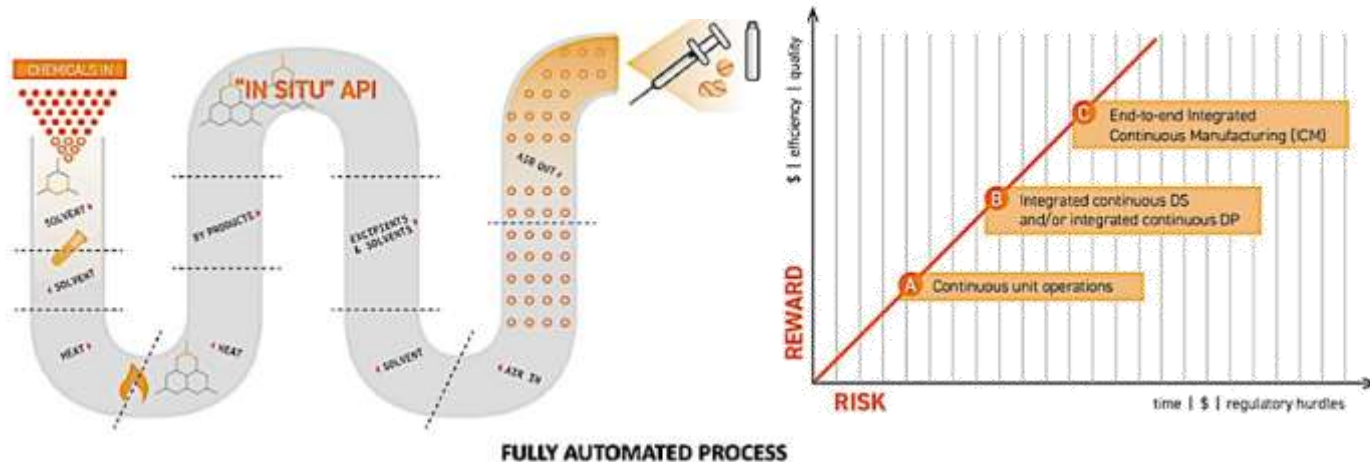 CHEMICALS IN
SOLVENT
SOLVENT
HEAT
HEAT
BY PRODUCTS
"IN SITU" API
EXCIPIENTS
& SOLVENTS
SOLVENT
AIR IN
AIR OUT
FULLY AUTOMATED PROCESS
$ | efficiency | quality
REWARD
C
End-to-end Integrated
Continuous Manufacturing (ICM)
B
Integrated continuous DS
and/or integrated continuous DP
A
Continuous unit operations
RISK
time | $ | regulatory hurdles